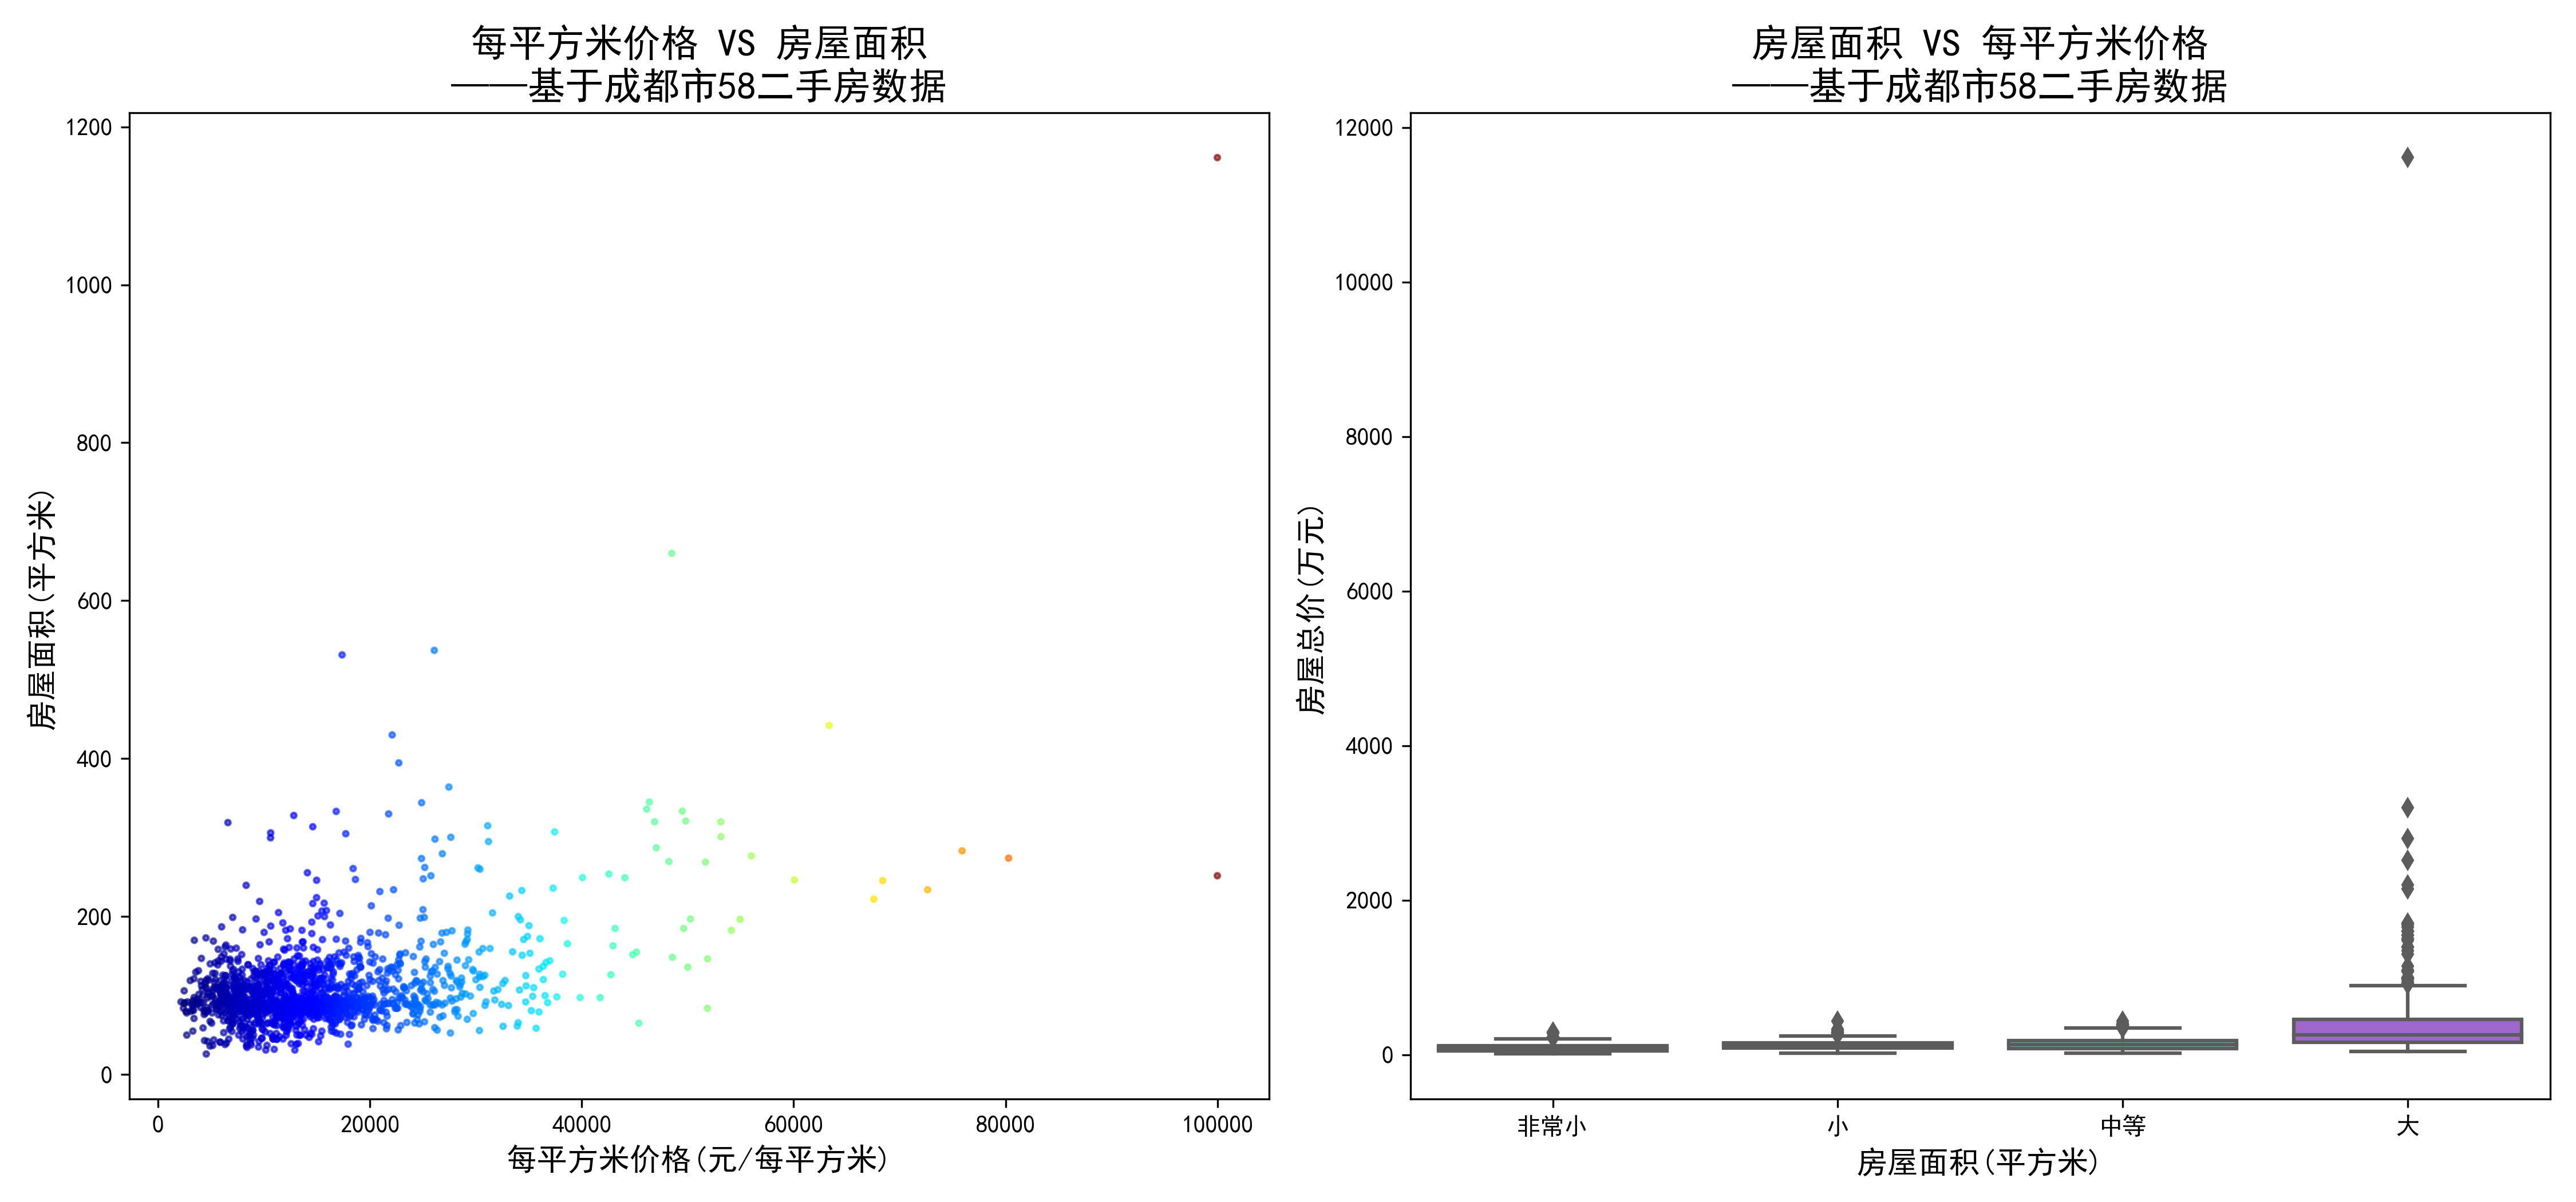 每平方米价格 VS 房屋面积
——基于成都市58二手房数据
1200
1000
800
600
400
200
0
房屋面积(平方米)
0 20000 40000 60000 80000 100000
每平方米价格(元/每平方米)
房屋面积 VS 每平方米价格
——基于成都市58二手房数据
12000
10000
8000
6000
4000
2000
0
房屋总价(万元)
非常小 小 中等 大
房屋面积(平方米)